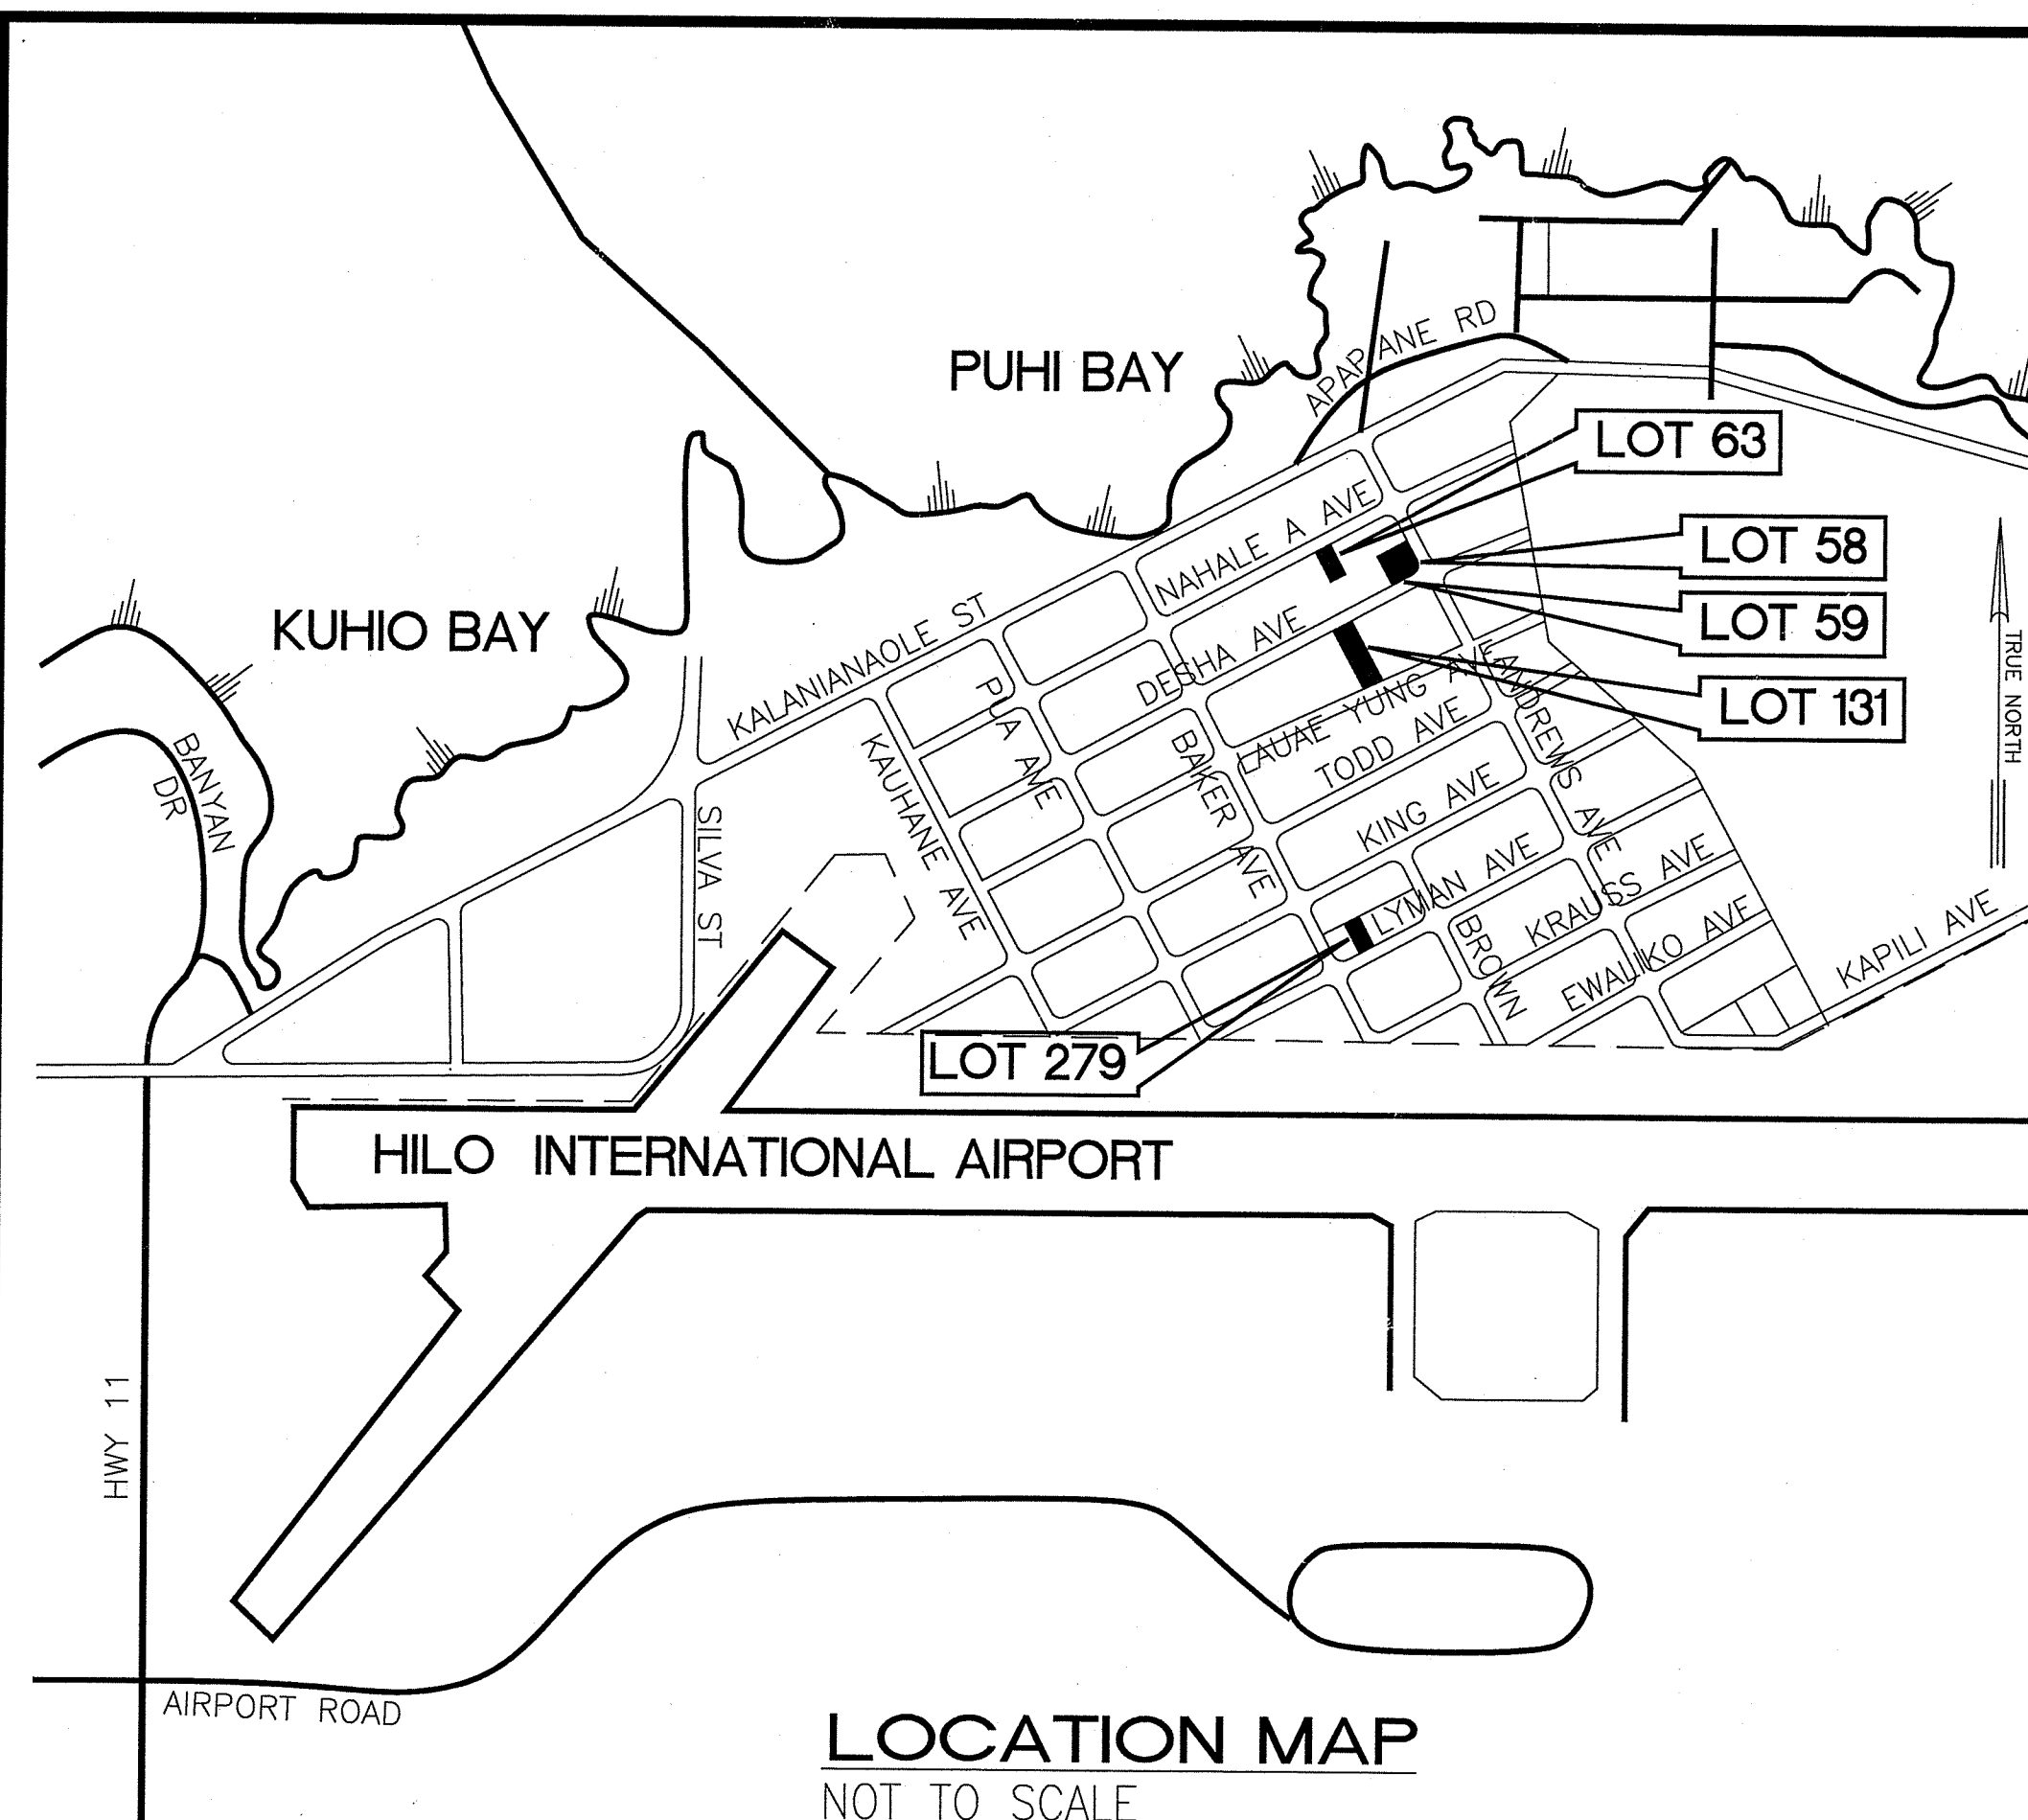 PUHI BAY
APAPANE RD
LOT 63
NAHALE A AVE
LOT 58
LOT 59
KUHIO BAY
KALANIANAOLE ST
DESHA AVE
TRUE NORTH
LOT 131
PUA AVE
LAUAE YUNG AVE
TODD AVE
ANDREWS AVE
BANYAN
DR
KAUHANE AVE
BAKER AVE
KING AVE
SILVA ST
LYMAN AVE
KRAUSS AVE
BROWN
EWALIKO AVE
KAPILI AVE
LOT 279
HILO INTERNATIONAL AIRPORT
HWY 11
AIRPORT ROAD
LOCATION MAP
NOT TO SCALE